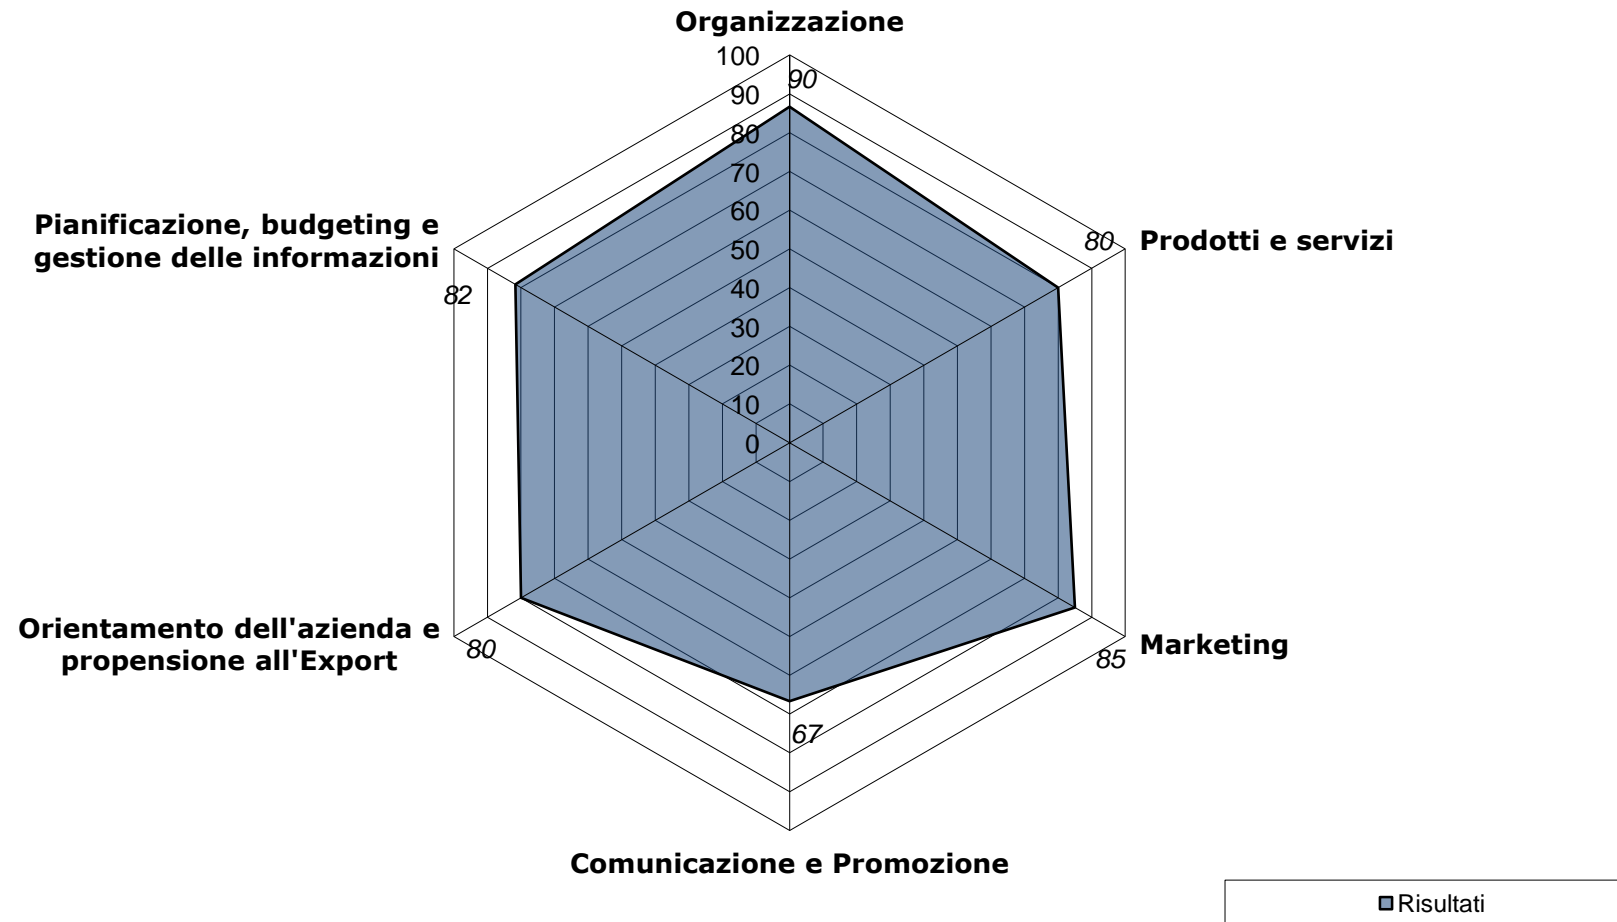 Organizzazione
100
90
90
80
70
60
50
40
30
20
10
0
80
Prodotti e servizi
Pianificazione, budgeting e
gestione delle informazioni
82
Orientamento dell'azienda e
propensione all'Export
80
Marketing
85
67
Comunicazione e Promozione
Risultati